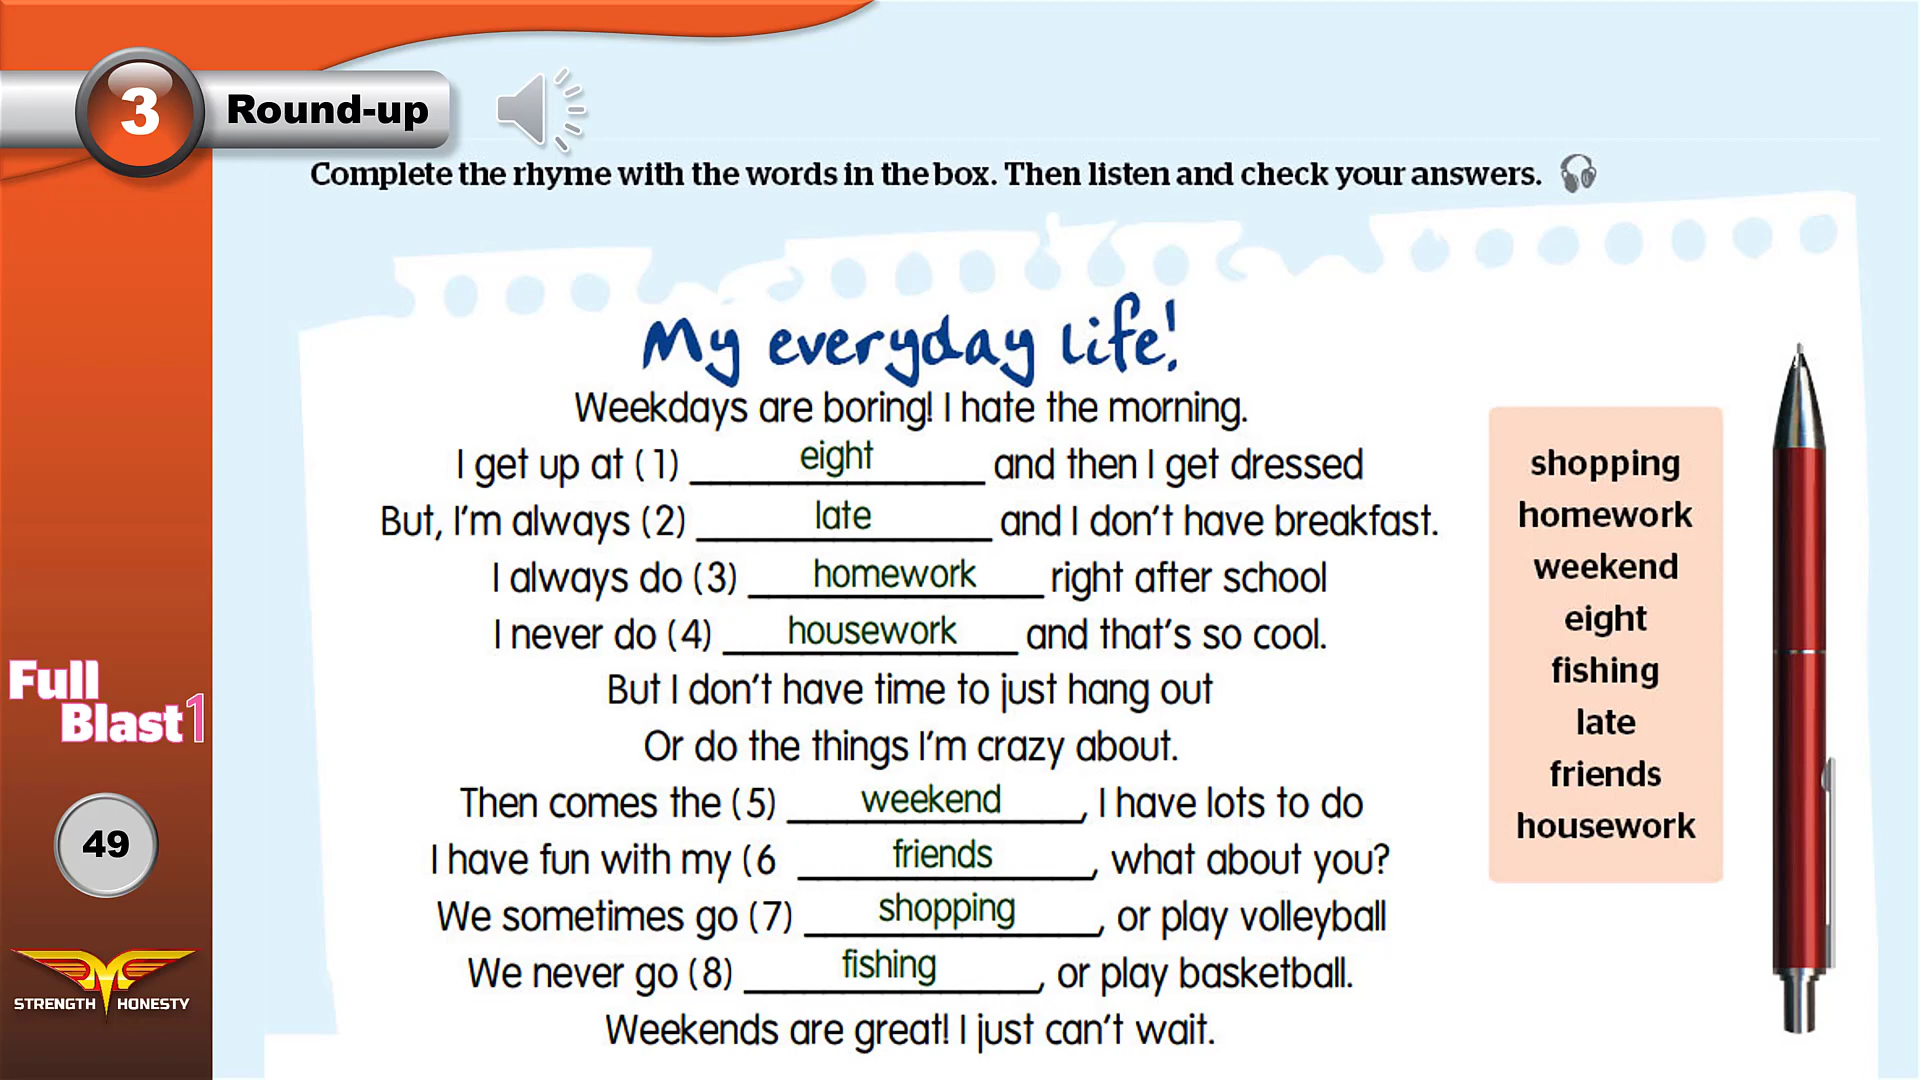 3 Round-up
Complete the rhyme with the words in the box. Then listen and check your answers.
My everyday life!
Weekdays are boring! I hate the morning.
I get up at (1) eight and then I get dressed
But, I'm always (2) late and I don't have breakfast.
I always do (3) homework right after school
I never do (4) housework and that's so cool.
But I don't have time to just hang out
Or do the things I'm crazy about.
Then comes the (5) weekend, I have lots to do
I have fun with my (6 friends, what about you?
We sometimes go (7) shopping, or play volleyball
We never go (8) fishing, or play basketball.
Weekends are great! I just can't wait.
shopping
homework
weekend
eight
fishing
late
friends
housework
Full
Blast 1
49
STRENGTH HONESTY